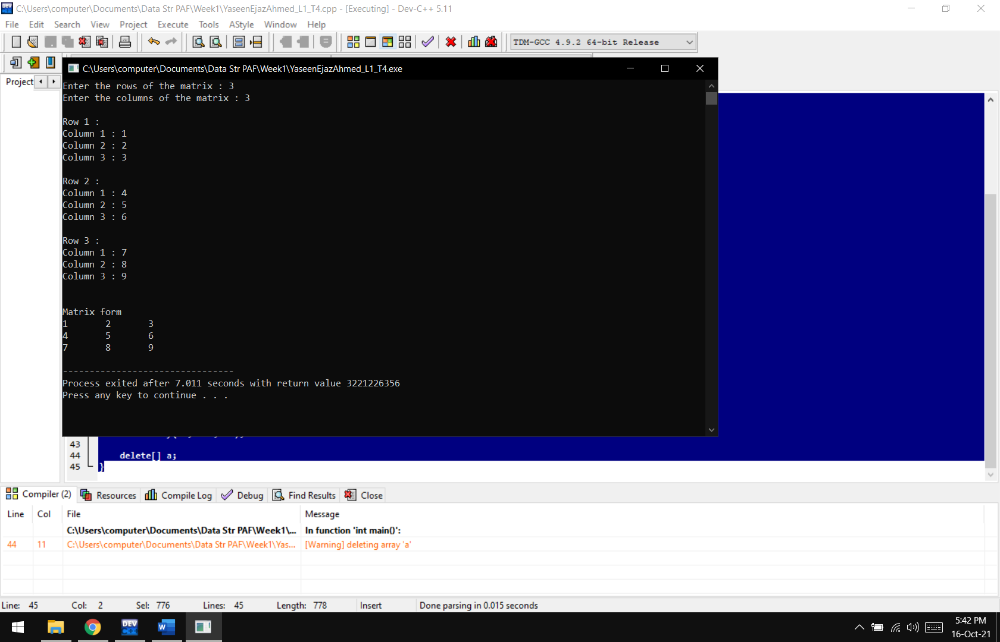 C:\Users\computer\Documents\Data Str PAF\Week1\YaseenEjazAhmed_L1_T4.cpp - [Executing] - Dev-C++ 5.11
File Edit Search View Project Execute Tools AStyle Window Help
TDM-GCC 4.9.2 64-bit Release
Project
C:\Users\computer\Documents\Data Str PAF\Week1\YaseenEjazAhmed_L1_T4.exe
Enter the rows of the matrix : 3
Enter the columns of the matrix : 3
Row 1 :
Column 1 : 1
Column 2 : 2
Column 3 : 3
Row 2 :
Column 1 : 4
Column 2 : 5
Column 3 : 6
Row 3 :
Column 1 : 7
Column 2 : 8
Column 3 : 9
Matrix form
1 2 3
4 5 6
7 8 9
--------------------------------
Process exited after 7.011 seconds with return value 3221226356
Press any key to continue . . .
43
44 delete[] a;
45 }
Compiler (2) Resources Compile Log Debug Find Results Close
Line Col File Message
C:\Users\computer\Documents\Data Str PAF\Week1\... In function 'int main()':
44 11 C:\Users\computer\Documents\Data Str PAF\Week1\Yas... [Warning] deleting array 'a'
Line: 45 Col: 2 Sel: 776 Lines: 45 Length: 778 Insert Done parsing in 0.015 seconds
DEV C++ W
5:42 PM
16-Oct-21